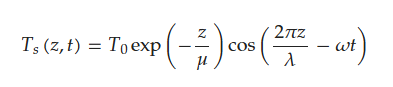 T_s (z, t) = T_0 exp (−z/μ) cos (2πz/λ − ωt)